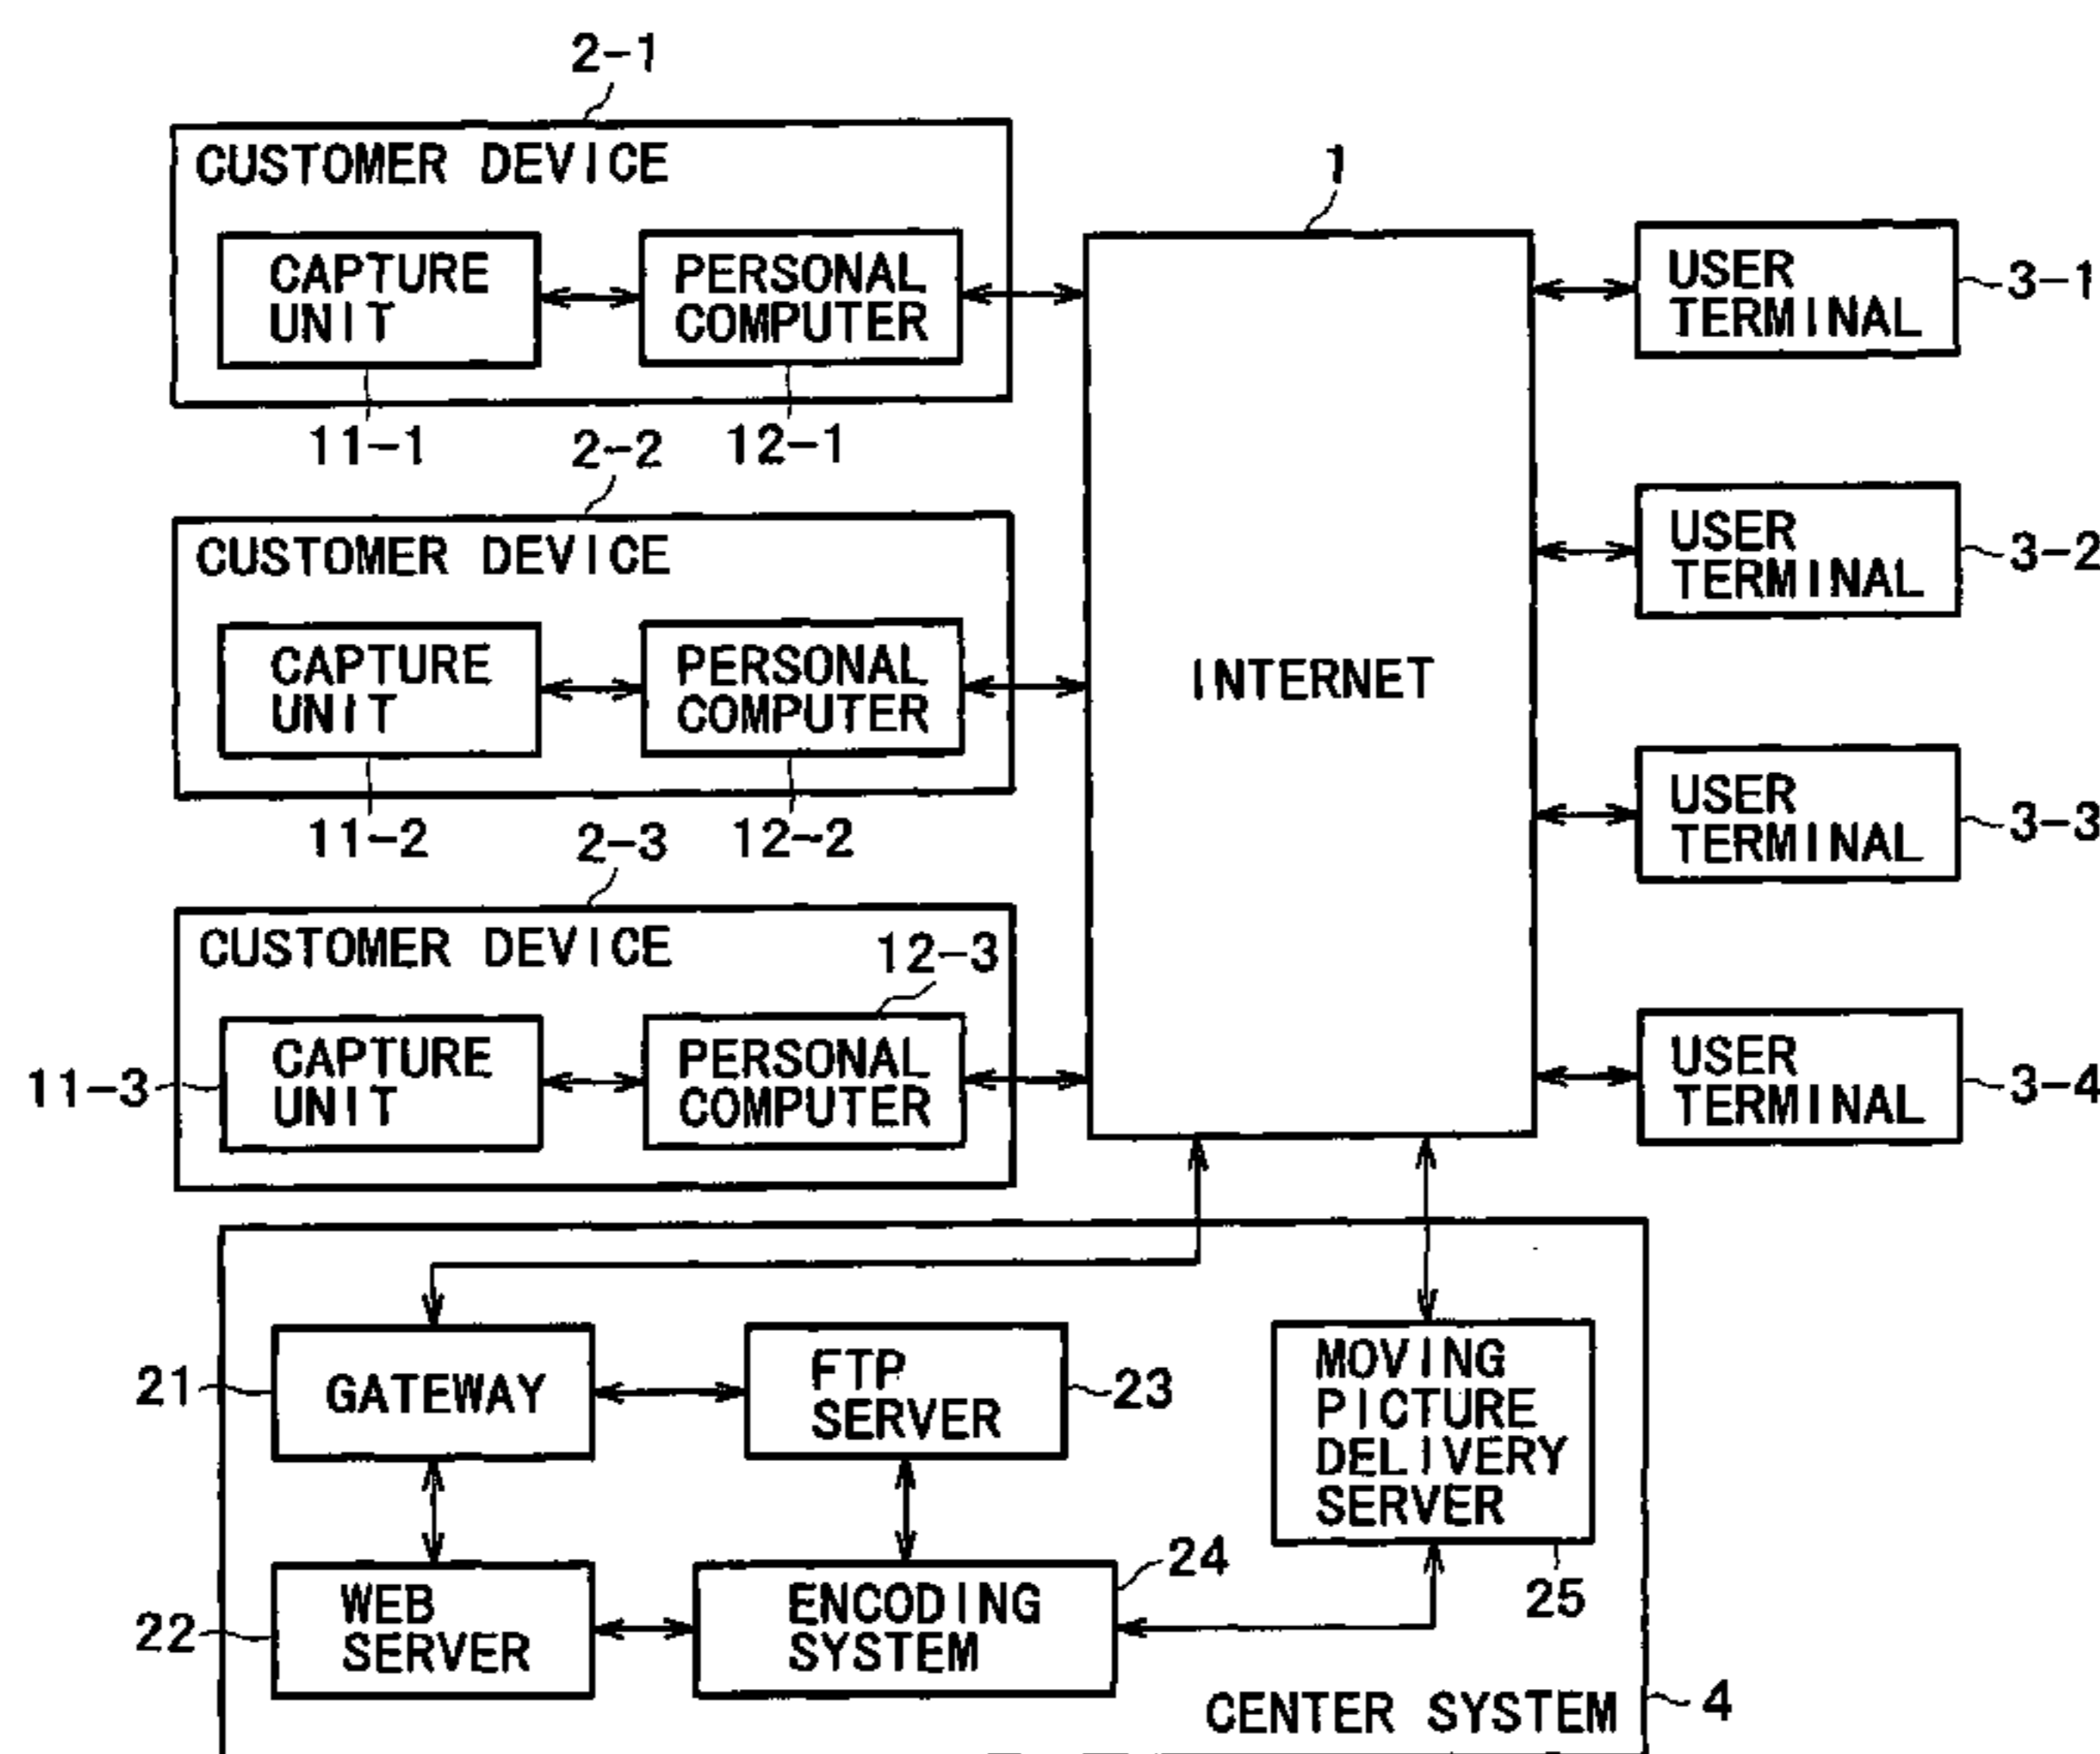 2-1
CUSTOMER DEVICE
CAPTURE
UNIT
PERSONAL
COMPUTER
11-1
12-1
2-2
CUSTOMER DEVICE
CAPTURE
UNIT
PERSONAL
COMPUTER
11-2
12-2
2-3
CUSTOMER DEVICE
12-3
CAPTURE
UNIT
PERSONAL
COMPUTER
11-3
1
INTERNET
USER
TERMINAL
3-1
USER
TERMINAL
3-2
USER
TERMINAL
3-3
USER
TERMINAL
3-4
21
GATEWAY
FTP
SERVER
23
MOVING
PICTURE
DELIVERY
SERVER
25
22
WEB
SERVER
ENCODING
SYSTEM
24
CENTER SYSTEM
4